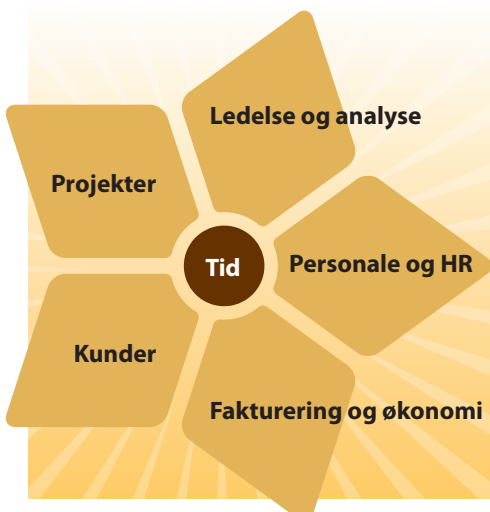 Ledelse og analyse
Projekter
Tid
Personale og HR
Kunder
Fakturering og økonomi